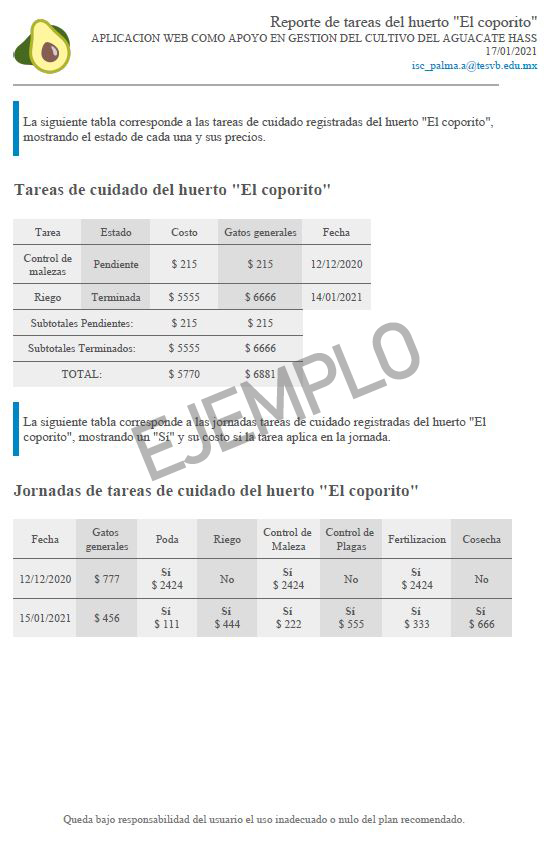 Reporte de tareas del huerto "El coporito"
APLICACION WEB COMO APOYO EN GESTION DEL CULTIVO DEL AGUACATE HASS
17/01/2021
isc_palma.a@tesvb.edu.mx
La siguiente tabla corresponde a las tareas de cuidado registradas del huerto "El coporito",
mostrando el estado de cada una y sus precios.
Tareas de cuidado del huerto "El coporito"
Tarea Estado Costo Gatos generales Fecha
Control de
malezas Pendiente $ 215 $ 215 12/12/2020
Riego Terminada $ 5555 $ 6666 14/01/2021
Subtotales Pendientes: $ 215 $ 215
Subtotales Terminados: $ 5555 $ 6666
TOTAL: $ 5770 $ 6881
EJEMPLO
La siguiente tabla corresponde a las jornadas tareas de cuidado registradas del huerto "El
coporito", mostrando un "Sí" y su costo si la tarea aplica en la jornada.
Jornadas de tareas de cuidado del huerto "El coporito"
Fecha Gatos generales Poda Riego Control de Maleza Control de Plagas Fertilizacion Cosecha
12/12/2020 $ 777 Sí $ 2424 No Sí $ 2424 No Sí $ 2424 No
15/01/2021 $ 456 Sí $ 111 Sí $ 444 Sí $ 222 Sí $ 555 Sí $ 333 Sí $ 666
Queda bajo responsabilidad del usuario el uso inadecuado o nulo del plan recomendado.